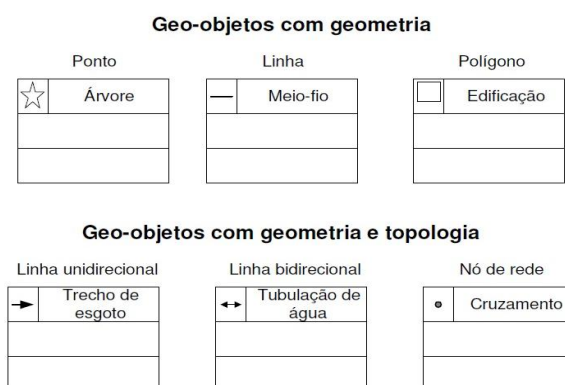 Geo-objetos com geometria
Ponto
Linha
Polígono
Árvore
Meio-fio
Edificação
Geo-objetos com geometria e topologia
Linha unidirecional
Linha bidirecional
Nó de rede
Trecho de
esgoto
Tubulação de
água
Cruzamento